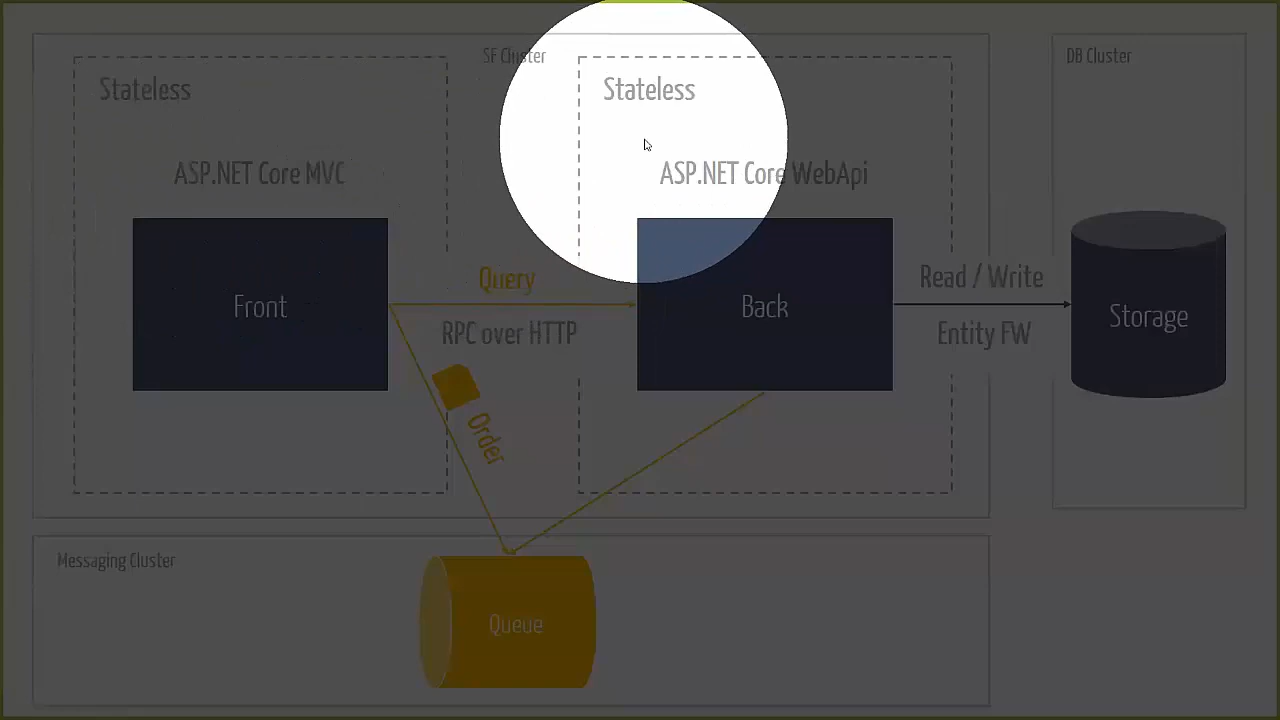 SF Cluster
DB Cluster
Stateless
Stateless
ASP.NET Core MVC
ASP.NET Core WebApi
Query
Read / Write
Front
Back
Storage
RPC over HTTP
Entity FW
Order
Messaging Cluster
Queue